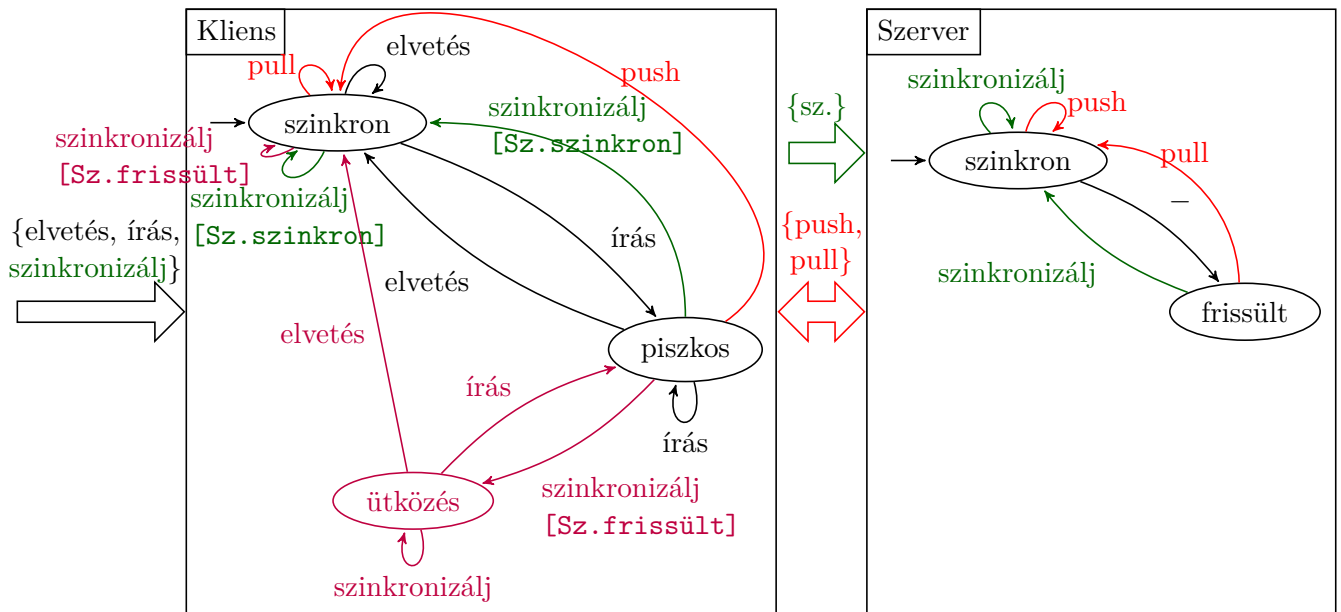 Kliens
elvetés
pull
push
szinkronizálj
[Sz.szinkron]
szinkron
szinkronizálj
[Sz.frissült]
szinkronizálj
[Sz.szinkron]
{elvetés, írás,
szinkronizálj}
írás
elvetés
elvetés
piszkos
írás
írás
ütközés
szinkronizálj
[Sz.frissült]
szinkronizálj
{sz.}
{push,
pull}
Szerver
szinkronizálj
push
szinkron
pull
–
szinkronizálj
frissült